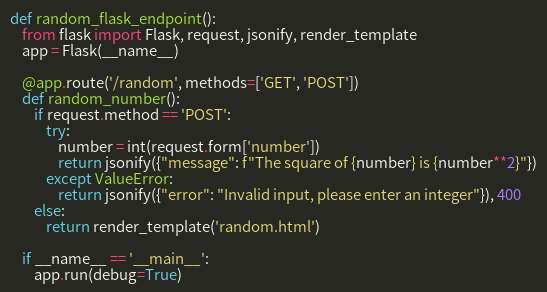 def random_flask_endpoint():
    from flask import Flask, request, jsonify, render_template
    app = Flask(__name__)

    @app.route('/random', methods=['GET', 'POST'])
    def random_number():
        if request.method == 'POST':
            try:
                number = int(request.form['number'])
                return jsonify({"message": f"The square of {number} is {number**2}"})
            except ValueError:
                return jsonify({"error": "Invalid input, please enter an integer"}), 400
        else:
            return render_template('random.html')

    if __name__ == '__main__':
        app.run(debug=True)